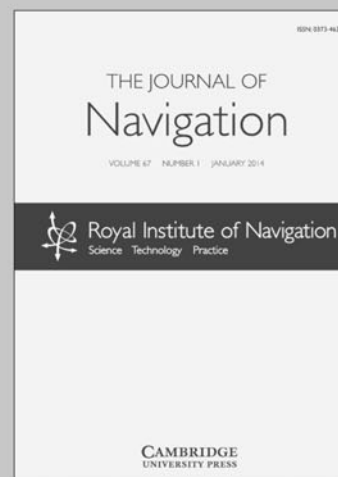 THE JOURNAL OF
Navigation
VOLUME 67 NUMBER 1 JANUARY 2014
Royal Institute of Navigation
Science Technology Practice
CAMBRIDGE
UNIVERSITY PRESS